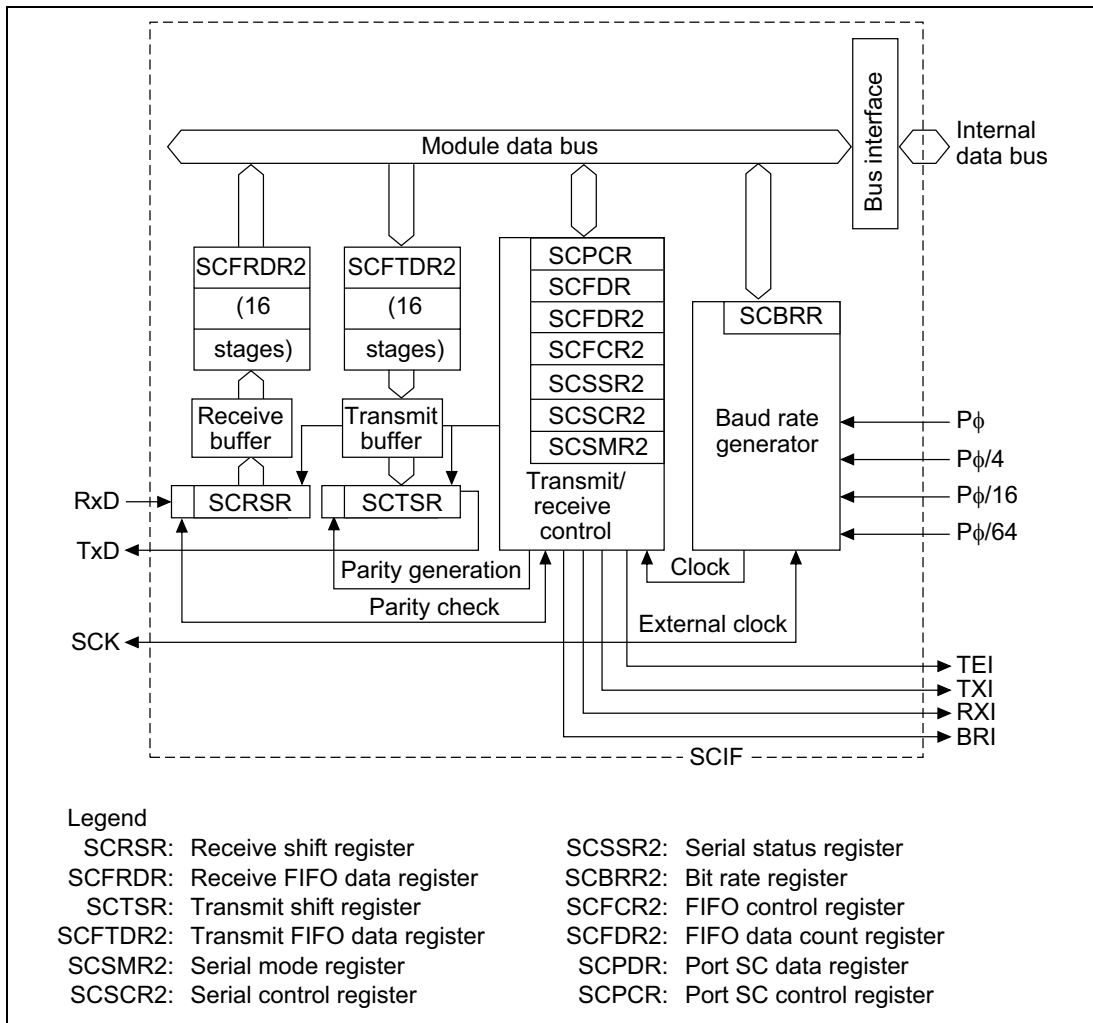 Module data bus
Bus interface
Internal
data bus
SCFRDR2
(16
stages)
SCFTDR2
(16
stages)
SCPCR
SCFDR
SCFDR2
SCFCR2
SCSSR2
SCSCR2
SCSMR2
Transmit/
receive
control
SCBRR
Baud rate
generator
Receive
buffer
Transmit
buffer
SCRSR
SCTSR
RxD
TxD
SCK
Pϕ
Pϕ/4
Pϕ/16
Pϕ/64
Parity generation
Parity check
Clock
External clock
TEI
TXI
RXI
BRI
SCIF
Legend
SCRSR: Receive shift register
SCFRDR: Receive FIFO data register
SCTSR: Transmit shift register
SCFTDR2: Transmit FIFO data register
SCSMR2: Serial mode register
SCSCR2: Serial control register
SCSSR2: Serial status register
SCBRR2: Bit rate register
SCFCR2: FIFO control register
SCFDR2: FIFO data count register
SCPDR: Port SC data register
SCPCR: Port SC control register